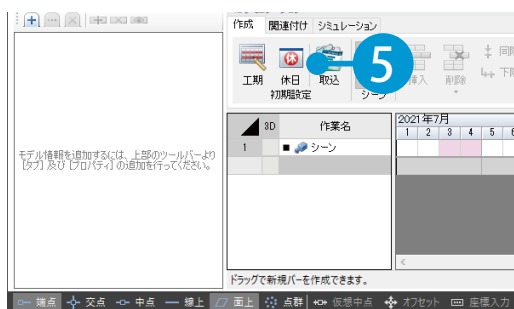 作成 関連付け シミュレーション
工期 休日 取込 挿入 削除
初期設定 シーン
5
3D 作業名
2021年7月
1 2 3 4 5 6
1 シーン
モデル情報を追加するには、上部のツールバーより
[タブ] 及び [プロパティ] の追加を行ってください。
ドラッグで新規バーを作成できます。
端点 交点 中点 線上 面上 点群 仮想中点 オフセット 座標入力